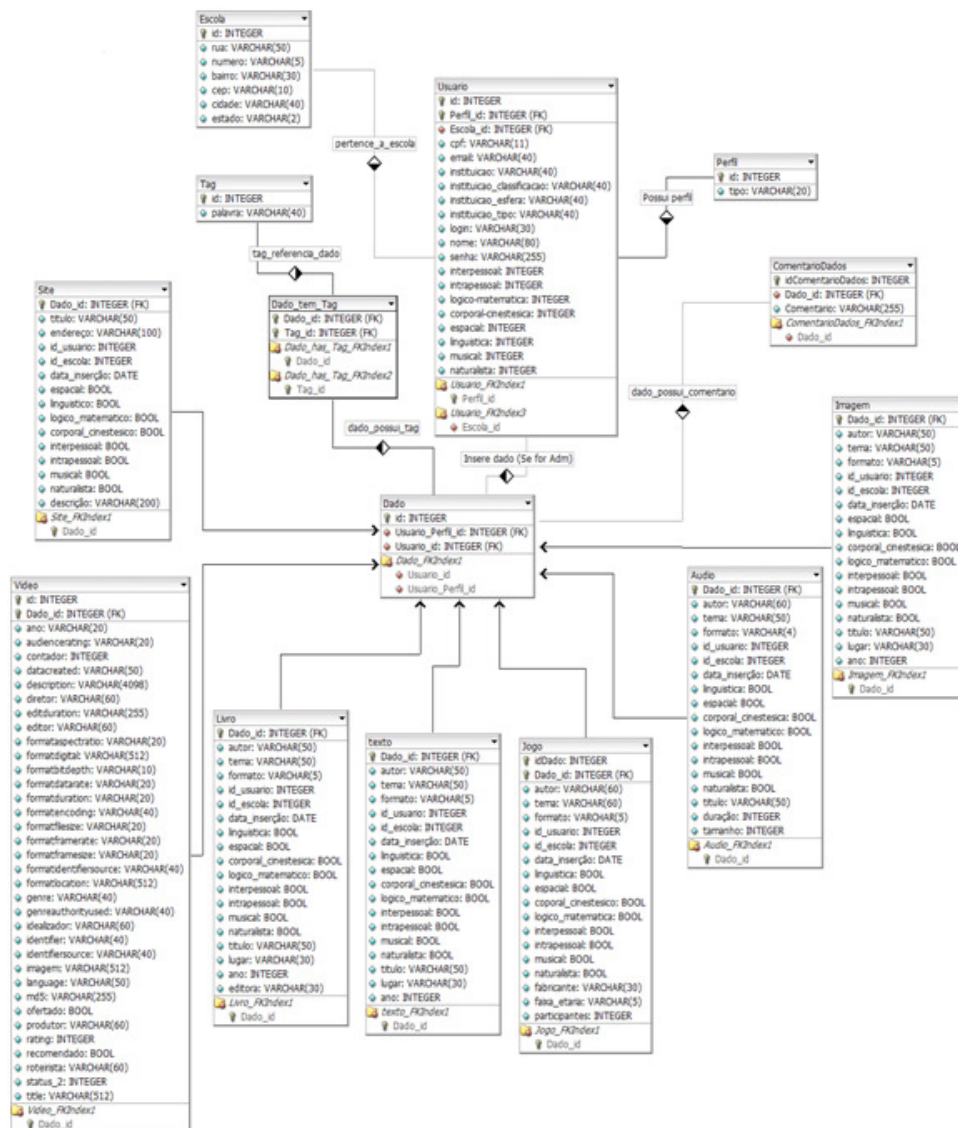 Escola
id: INTEGER
rua: VARCHAR(50)
numero: VARCHAR(5)
bairro: VARCHAR(30)
cep: VARCHAR(10)
cidade: VARCHAR(40)
estado: VARCHAR(2)
pertence_a_escola
Usuario
id: INTEGER
Perfil_id: INTEGER (FK)
Escola_id: INTEGER (FK)
cpf: VARCHAR(11)
email: VARCHAR(40)
instituicao: VARCHAR(40)
instituicao_classificacao: VARCHAR(40)
instituicao_esfera: VARCHAR(40)
instituicao_tipo: VARCHAR(40)
login: VARCHAR(30)
nome: VARCHAR(80)
senha: VARCHAR(255)
interpessoal: INTEGER
intrapessoal: INTEGER
logico-matematica: INTEGER
corporal-cinestesica: INTEGER
espacial: INTEGER
linguistica: INTEGER
musical: INTEGER
naturalista: INTEGER
Usuario_FKIndex1
Perfil_id
Usuario_FKIndex3
Escola_id
Possui perfil
Perfil
id: INTEGER
tipo: VARCHAR(20)
Tag
id: INTEGER
palavra: VARCHAR(40)
tag_referencia_dado
Dado_tem_Tag
Dado_id: INTEGER (FK)
Tag_id: INTEGER (FK)
Dado_has_Tag_FKIndex1
Dado_id
Dado_has_Tag_FKIndex2
Tag_id
dado_possui_tag
ComentarioDados
idComentarioDados: INTEGER
Dado_id: INTEGER (FK)
Comentario: VARCHAR(255)
ComentarioDados_FKIndex1
Dado_id
dado_possui_comentario
Insere dado (Se for Adm)
Site
Dado_id: INTEGER (FK)
titulo: VARCHAR(50)
endereço: VARCHAR(100)
id_usuario: INTEGER
id_escola: INTEGER
data_inserção: DATE
espacial: BOOL
linguistico: BOOL
logico_matematico: BOOL
corporal_cinestesico: BOOL
interpessoal: BOOL
intrapessoal: BOOL
musical: BOOL
naturalista: BOOL
descrição: VARCHAR(200)
Site_FKIndex1
Dado_id
Dado
id: INTEGER
Usuario_Perfil_id: INTEGER (FK)
Usuario_id: INTEGER (FK)
Dado_FKIndex1
Usuario_id
Usuario_Perfil_id
Imagem
Dado_id: INTEGER (FK)
autor: VARCHAR(50)
tema: VARCHAR(50)
formato: VARCHAR(5)
id_usuario: INTEGER
id_escola: INTEGER
data_inserção: DATE
espacial: BOOL
linguistica: BOOL
corporal_cinestesica: BOOL
logico_matematico: BOOL
interpessoal: BOOL
intrapessoal: BOOL
musical: BOOL
naturalista: BOOL
titulo: VARCHAR(50)
lugar: VARCHAR(30)
ano: INTEGER
Imagem_FKIndex1
Dado_id
Audio
Dado_id: INTEGER (FK)
autor: VARCHAR(60)
tema: VARCHAR(50)
formato: VARCHAR(4)
id_usuario: INTEGER
id_escola: INTEGER
data_inserção: DATE
linguistica: BOOL
espacial: BOOL
corporal_cinestesica: BOOL
logico_matematico: BOOL
interpessoal: BOOL
intrapessoal: BOOL
musical: BOOL
naturalista: BOOL
titulo: VARCHAR(50)
duração: INTEGER
tamanho: INTEGER
Audio_FKIndex1
Dado_id
Video
id: INTEGER
Dado_id: INTEGER (FK)
ano: VARCHAR(20)
audiencerating: VARCHAR(20)
contador: INTEGER
datacreated: VARCHAR(50)
description: VARCHAR(4098)
diretor: VARCHAR(60)
editduration: VARCHAR(255)
editor: VARCHAR(60)
formataspectratio: VARCHAR(20)
formatdigital: VARCHAR(512)
formatbitdepth: VARCHAR(10)
formatdatarate: VARCHAR(20)
formatduration: VARCHAR(20)
formatencoding: VARCHAR(40)
formatfilesize: VARCHAR(20)
formatframerate: VARCHAR(20)
formatframesize: VARCHAR(20)
formatidentifiersource: VARCHAR(40)
formatlocation: VARCHAR(512)
genre: VARCHAR(40)
genreauthorityused: VARCHAR(40)
idealizador: VARCHAR(60)
identifier: VARCHAR(40)
identifiersource: VARCHAR(40)
imagem: VARCHAR(512)
language: VARCHAR(50)
md5: VARCHAR(255)
ofertado: BOOL
produtor: VARCHAR(60)
rating: INTEGER
recomendado: BOOL
roteirista: VARCHAR(60)
status_2: INTEGER
title: VARCHAR(512)
Video_FKIndex1
Dado_id
Livro
Dado_id: INTEGER (FK)
autor: VARCHAR(50)
tema: VARCHAR(50)
formato: VARCHAR(5)
id_usuario: INTEGER
id_escola: INTEGER
data_inserção: DATE
linguistica: BOOL
espacial: BOOL
corporal_cinestesico: BOOL
logico_matematico: BOOL
interpessoal: BOOL
intrapessoal: BOOL
musical: BOOL
naturalista: BOOL
titulo: VARCHAR(50)
lugar: VARCHAR(30)
ano: INTEGER
editora: VARCHAR(30)
Livro_FKIndex1
Dado_id
texto
Dado_id: INTEGER (FK)
autor: VARCHAR(50)
tema: VARCHAR(50)
formato: VARCHAR(5)
id_usuario: INTEGER
id_escola: INTEGER
data_inserção: DATE
linguistica: BOOL
espacial: BOOL
corporal_cinestesica: BOOL
logico_matematico: BOOL
interpessoal: BOOL
intrapessoal: BOOL
musical: BOOL
naturalista: BOOL
titulo: VARCHAR(50)
lugar: VARCHAR(30)
ano: INTEGER
texto_FKIndex1
Dado_id
Jogo
idDado: INTEGER
Dado_id: INTEGER (FK)
autor: VARCHAR(60)
tema: VARCHAR(60)
formato: VARCHAR(5)
id_usuario: INTEGER
id_escola: INTEGER
data_inserção: DATE
linguistica: BOOL
espacial: BOOL
coporal_cinestesico: BOOL
logico_matematica: BOOL
interpessoal: BOOL
intrapessoal: BOOL
musical: BOOL
naturalista: BOOL
fabricante: VARCHAR(30)
faixa_etaria: VARCHAR(5)
participantes: INTEGER
Jogo_FKIndex1
Dado_id